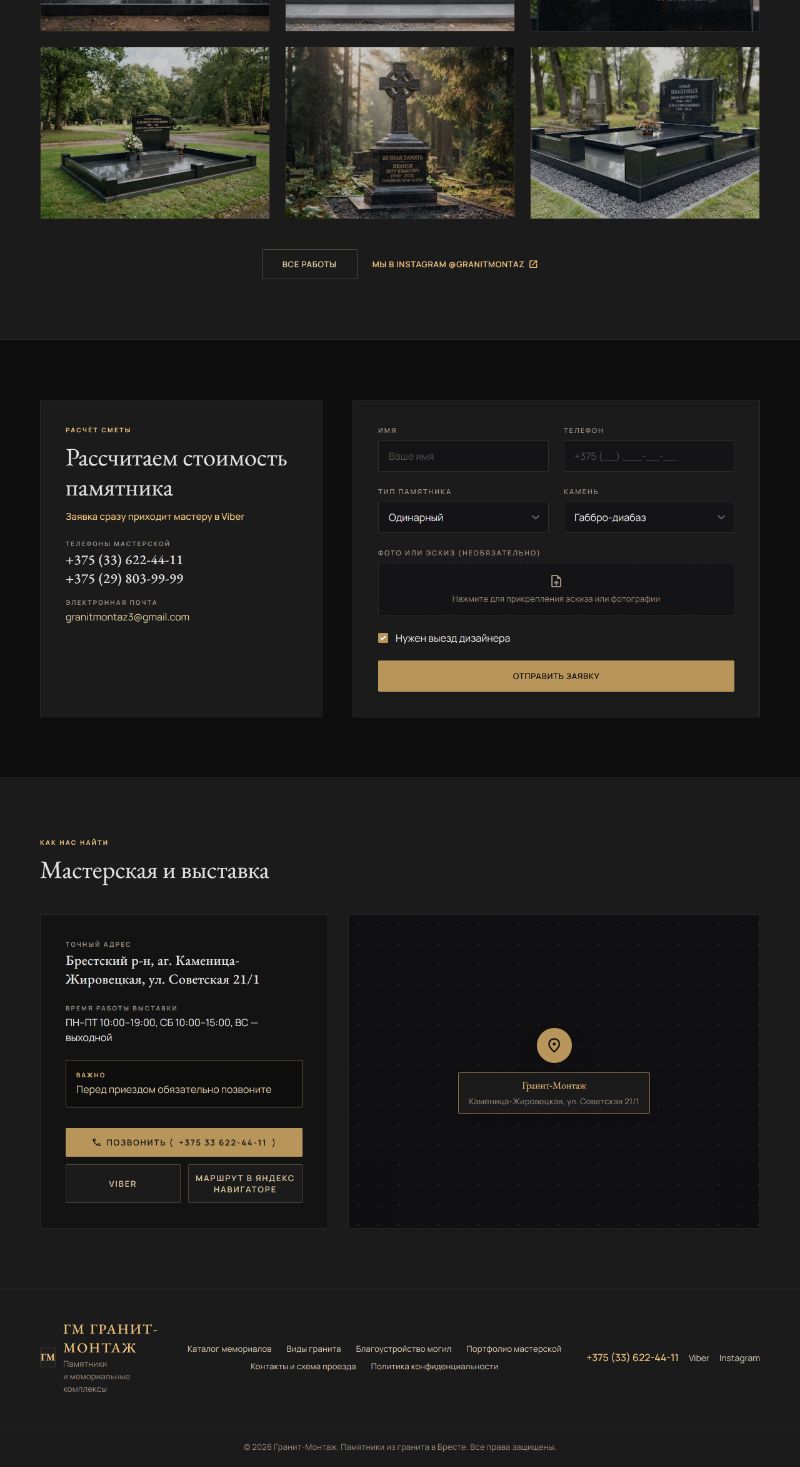 ВЕЧНАЯ ПАМЯТЬ
ИВАНОВ
ВСЕ РАБОТЫ
МЫ В INSTAGRAM @GRANITMONTAZ
РАСЧЁТ СМЕТЫ
Рассчитаем стоимость
памятника
Заявка сразу приходит мастеру в Viber
ТЕЛЕФОНЫ МАСТЕРСКОЙ
+375 (33) 622-44-11
+375 (29) 803-99-99
ЭЛЕКТРОННАЯ ПОЧТА
granitmontaz3@gmail.com
ИМЯ
ТЕЛЕФОН
Ваше имя
+375 (__) ___-__-__
ТИП ПАМЯТНИКА
КАМЕНЬ
Одинарный
Габбро-диабаз
ФОТО ИЛИ ЭСКИЗ (НЕОБЯЗАТЕЛЬНО)
Нажмите для прикрепления эскиза или фотографии
Нужен выезд дизайнера
ОТПРАВИТЬ ЗАЯВКУ
КАК НАС НАЙТИ
Мастерская и выставка
ТОЧНЫЙ АДРЕС
Брестский р-н, аг. Каменица-
Жировецкая, ул. Советская 21/1
ВРЕМЯ РАБОТЫ ВЫСТАВКИ
ПН–ПТ 10:00–19:00, СБ 10:00–15:00, ВС —
выходной
ВАЖНО
Перед приездом обязательно позвоните
ПОЗВОНИТЬ ( +375 33 622-44-11 )
VIBER
МАРШРУТ В ЯНДЕКС
НАВИГАТОРЕ
Гранит-Монтаж
Каменица-Жировецкая, ул. Советская 21/1
ГМ
ГМ ГРАНИТ-
МОНТАЖ
Памятники
и мемориальные
комплексы
Каталог мемориалов Виды гранита Благоустройство могил Портфолио мастерской
Контакты и схема проезда Политика конфиденциальности
+375 (33) 622-44-11 Viber Instagram
© 2026 Гранит-Монтаж. Памятники из гранита в Бресте. Все права защищены.